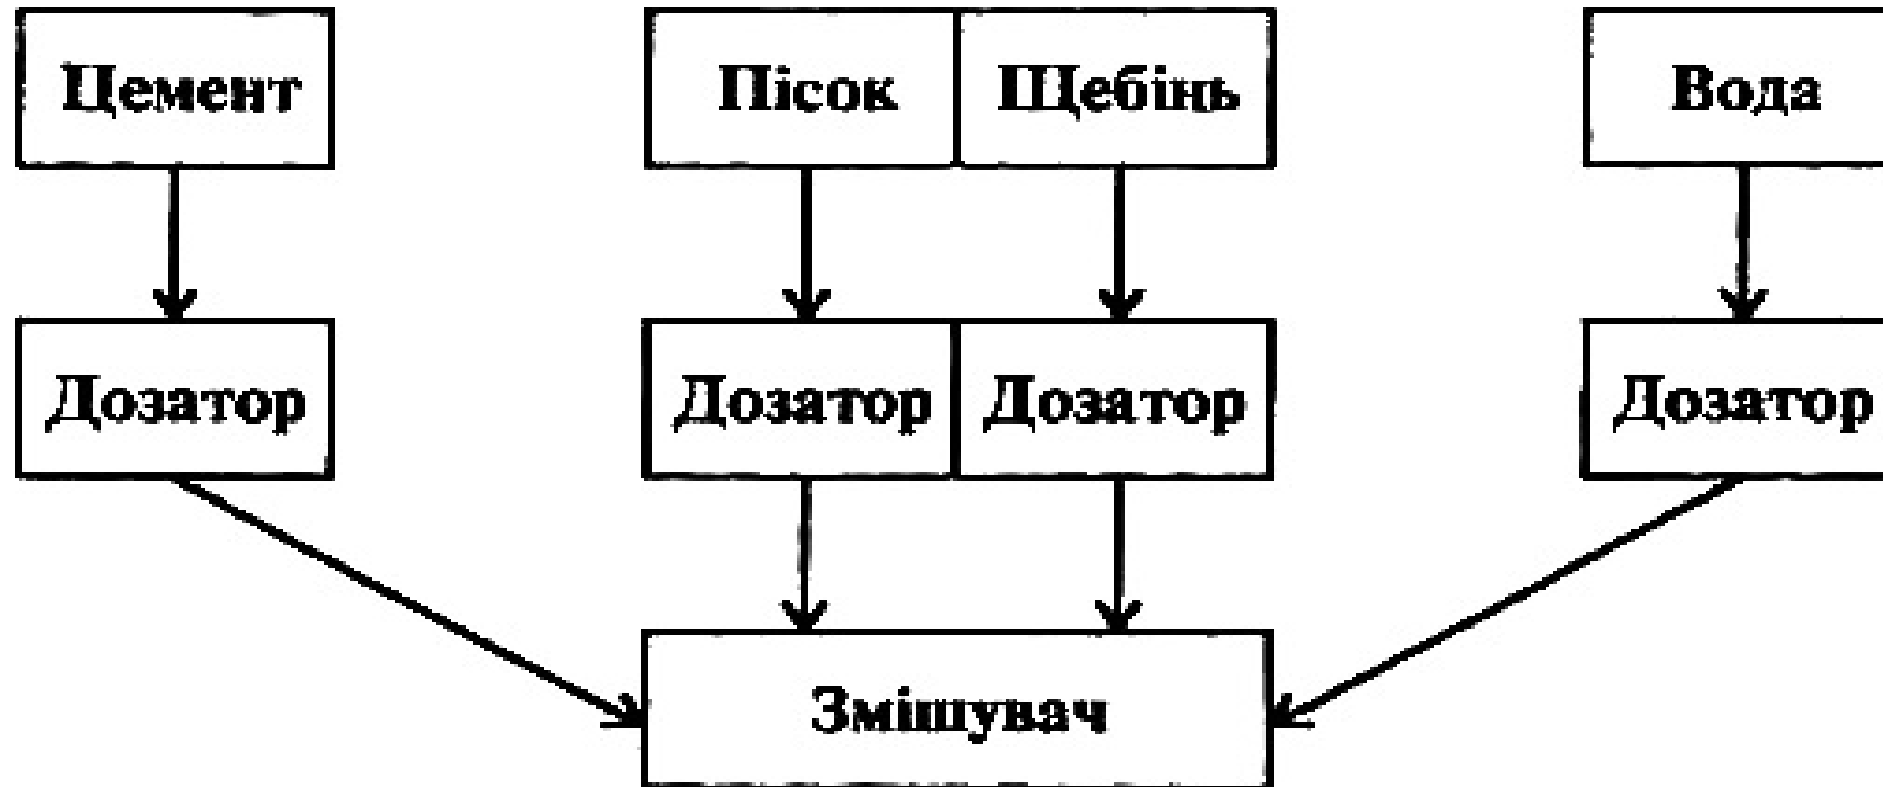 Цемент Пісок Щебінь Вода
Дозатор Дозатор Дозатор Дозатор
Змішувач